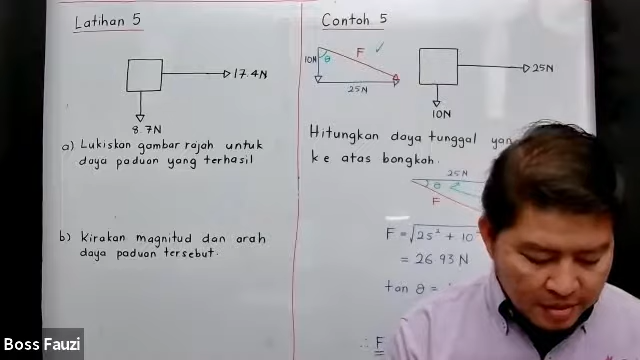 Latihan 5
17.4N
8.7N
a) Lukiskan gambar rajah untuk
daya paduan yang terhasil
b) Kirakan magnitud dan arah
daya paduan tersebut.
Contoh 5
10N
θ
F
✓
25N
25N
10N
Hitungkan daya tunggal
ke atas bongkah.
25N
θ
F
F = √25² + 10
= 26.93 N
tan θ =
∴ F
Boss Fauzi